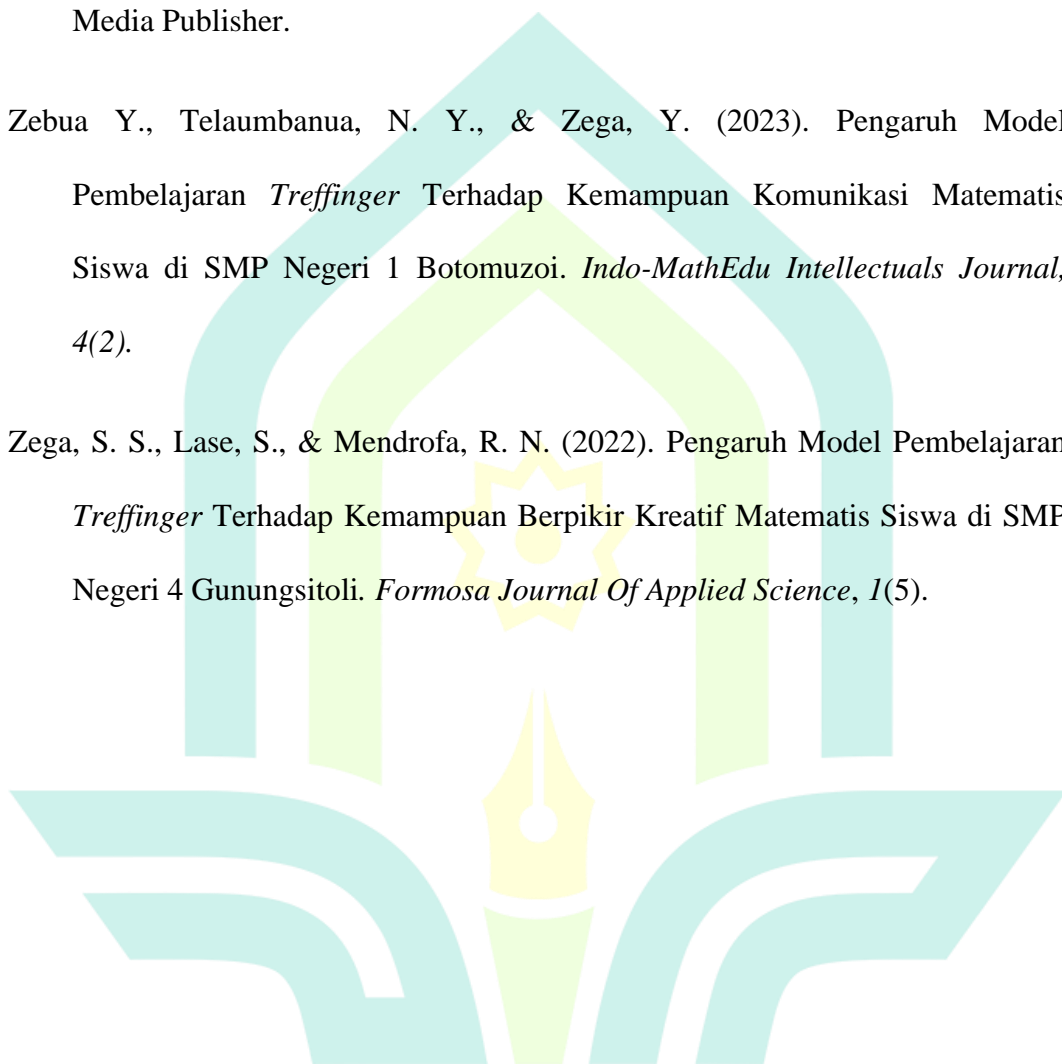 Media Publisher.
Zebua Y., Telaumbanua, N. Y., & Zega, Y. (2023). Pengaruh Model
Pembelajaran Treffinger Terhadap Kemampuan Komunikasi Matematis
Siswa di SMP Negeri 1 Botomuzoi. Indo-MathEdu Intellectuals Journal,
4(2).
Zega, S. S., Lase, S., & Mendrofa, R. N. (2022). Pengaruh Model Pembelajaran
Treffinger Terhadap Kemampuan Berpikir Kreatif Matematis Siswa di SMP
Negeri 4 Gunungsitoli. Formosa Journal Of Applied Science, 1(5).